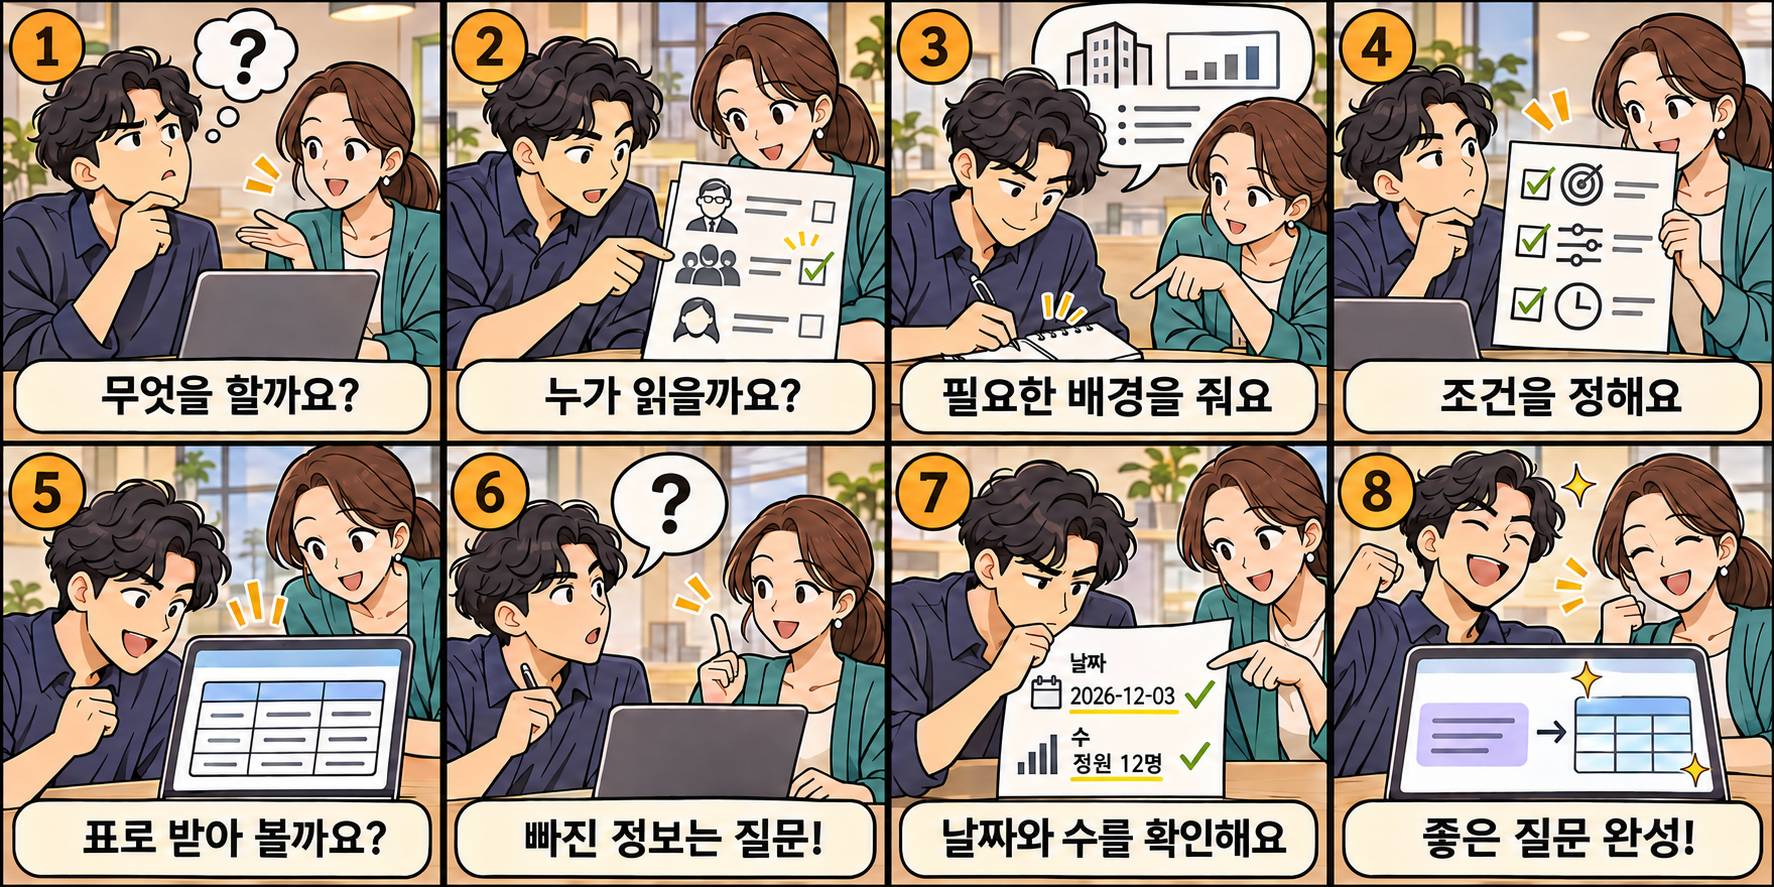 1
?
무엇을 할까요?
2
누가 읽을까요?
3
필요한 배경을 줘요
4
조건을 정해요
5
표로 받아 볼까요?
6
?
빠진 정보는 질문!
7
날짜
2026-12-03
수
정원 12명
날짜와 수를 확인해요
8
좋은 질문 완성!